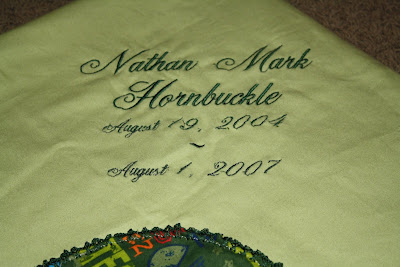 Nathan Mark
Hornbuckle
August 19, 2004
~
August 1, 2007